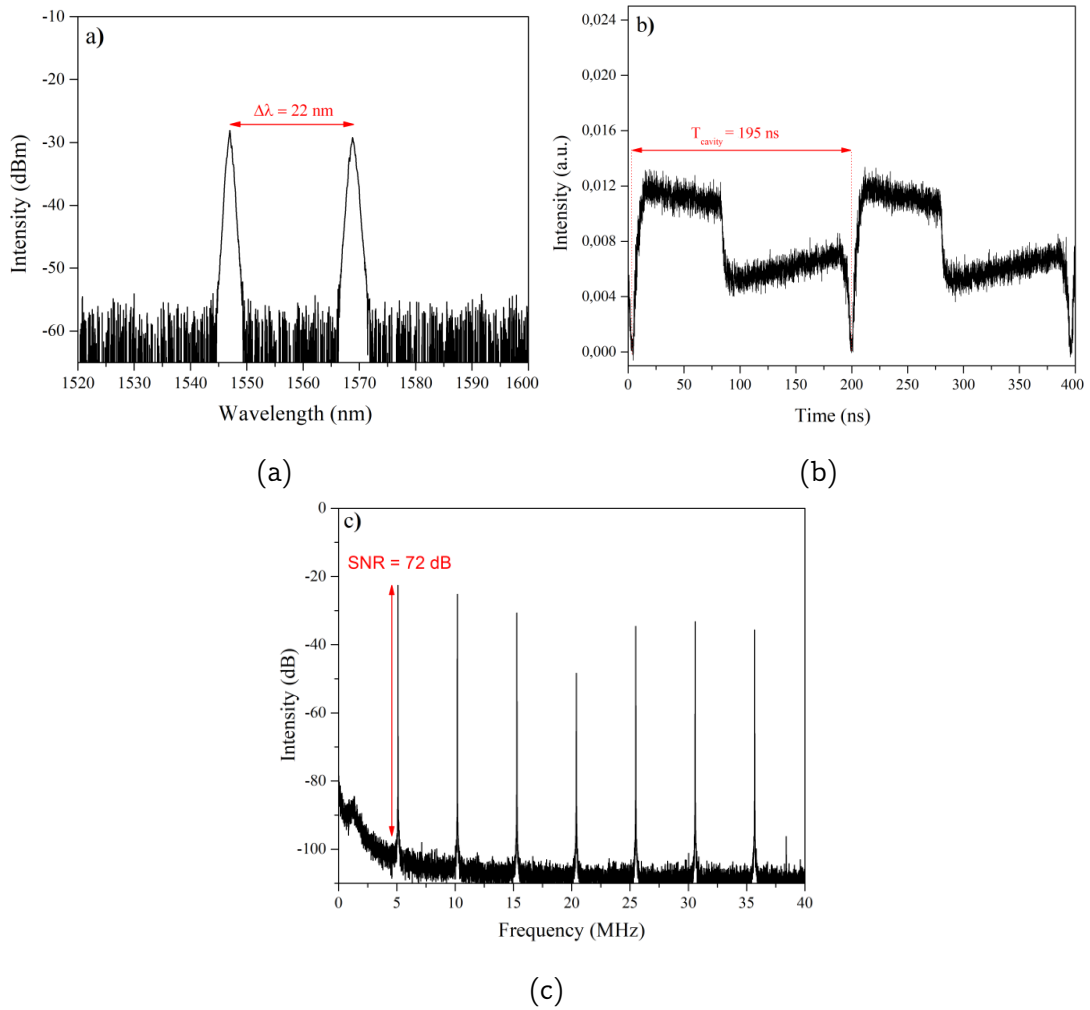 a)
Δλ = 22 nm
Intensity (dBm)
-10
-20
-30
-40
-50
-60
1520 1530 1540 1550 1560 1570 1580 1590 1600
Wavelength (nm)
(a)
b)
T_cavity = 195 ns
Intensity (a.u.)
0,024
0,020
0,016
0,012
0,008
0,004
0,000
0 50 100 150 200 250 300 350 400
Time (ns)
(b)
c)
SNR = 72 dB
Intensity (dB)
0
-20
-40
-60
-80
-100
0 5 10 15 20 25 30 35 40
Frequency (MHz)
(c)